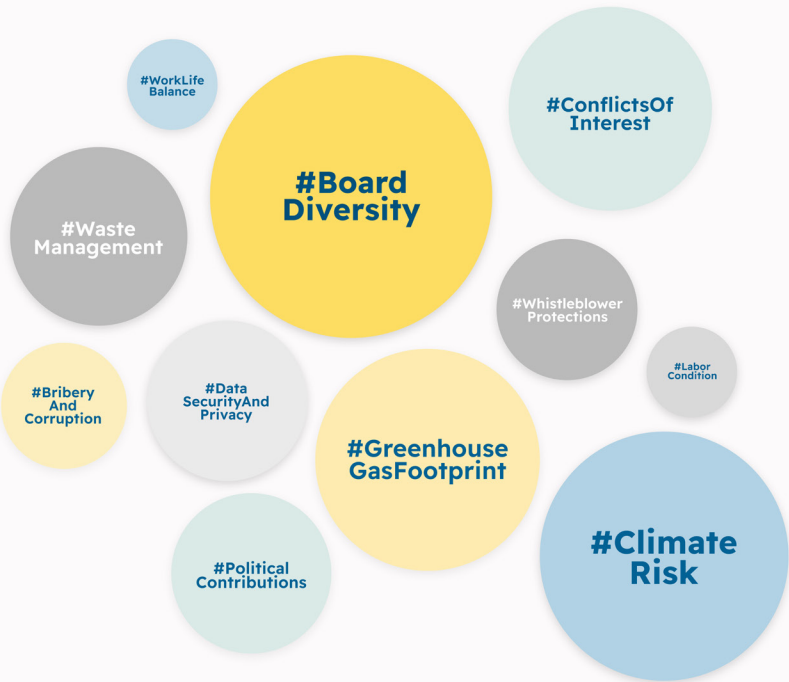 #WorkLife
Balance
#Board
Diversity
#ConflictsOf
Interest
#Waste
Management
#Whistleblower
Protections
#Labor
Condition
#Bribery
And
Corruption
#Data
SecurityAnd
Privacy
#Greenhouse
GasFootprint
#Climate
Risk
#Political
Contributions